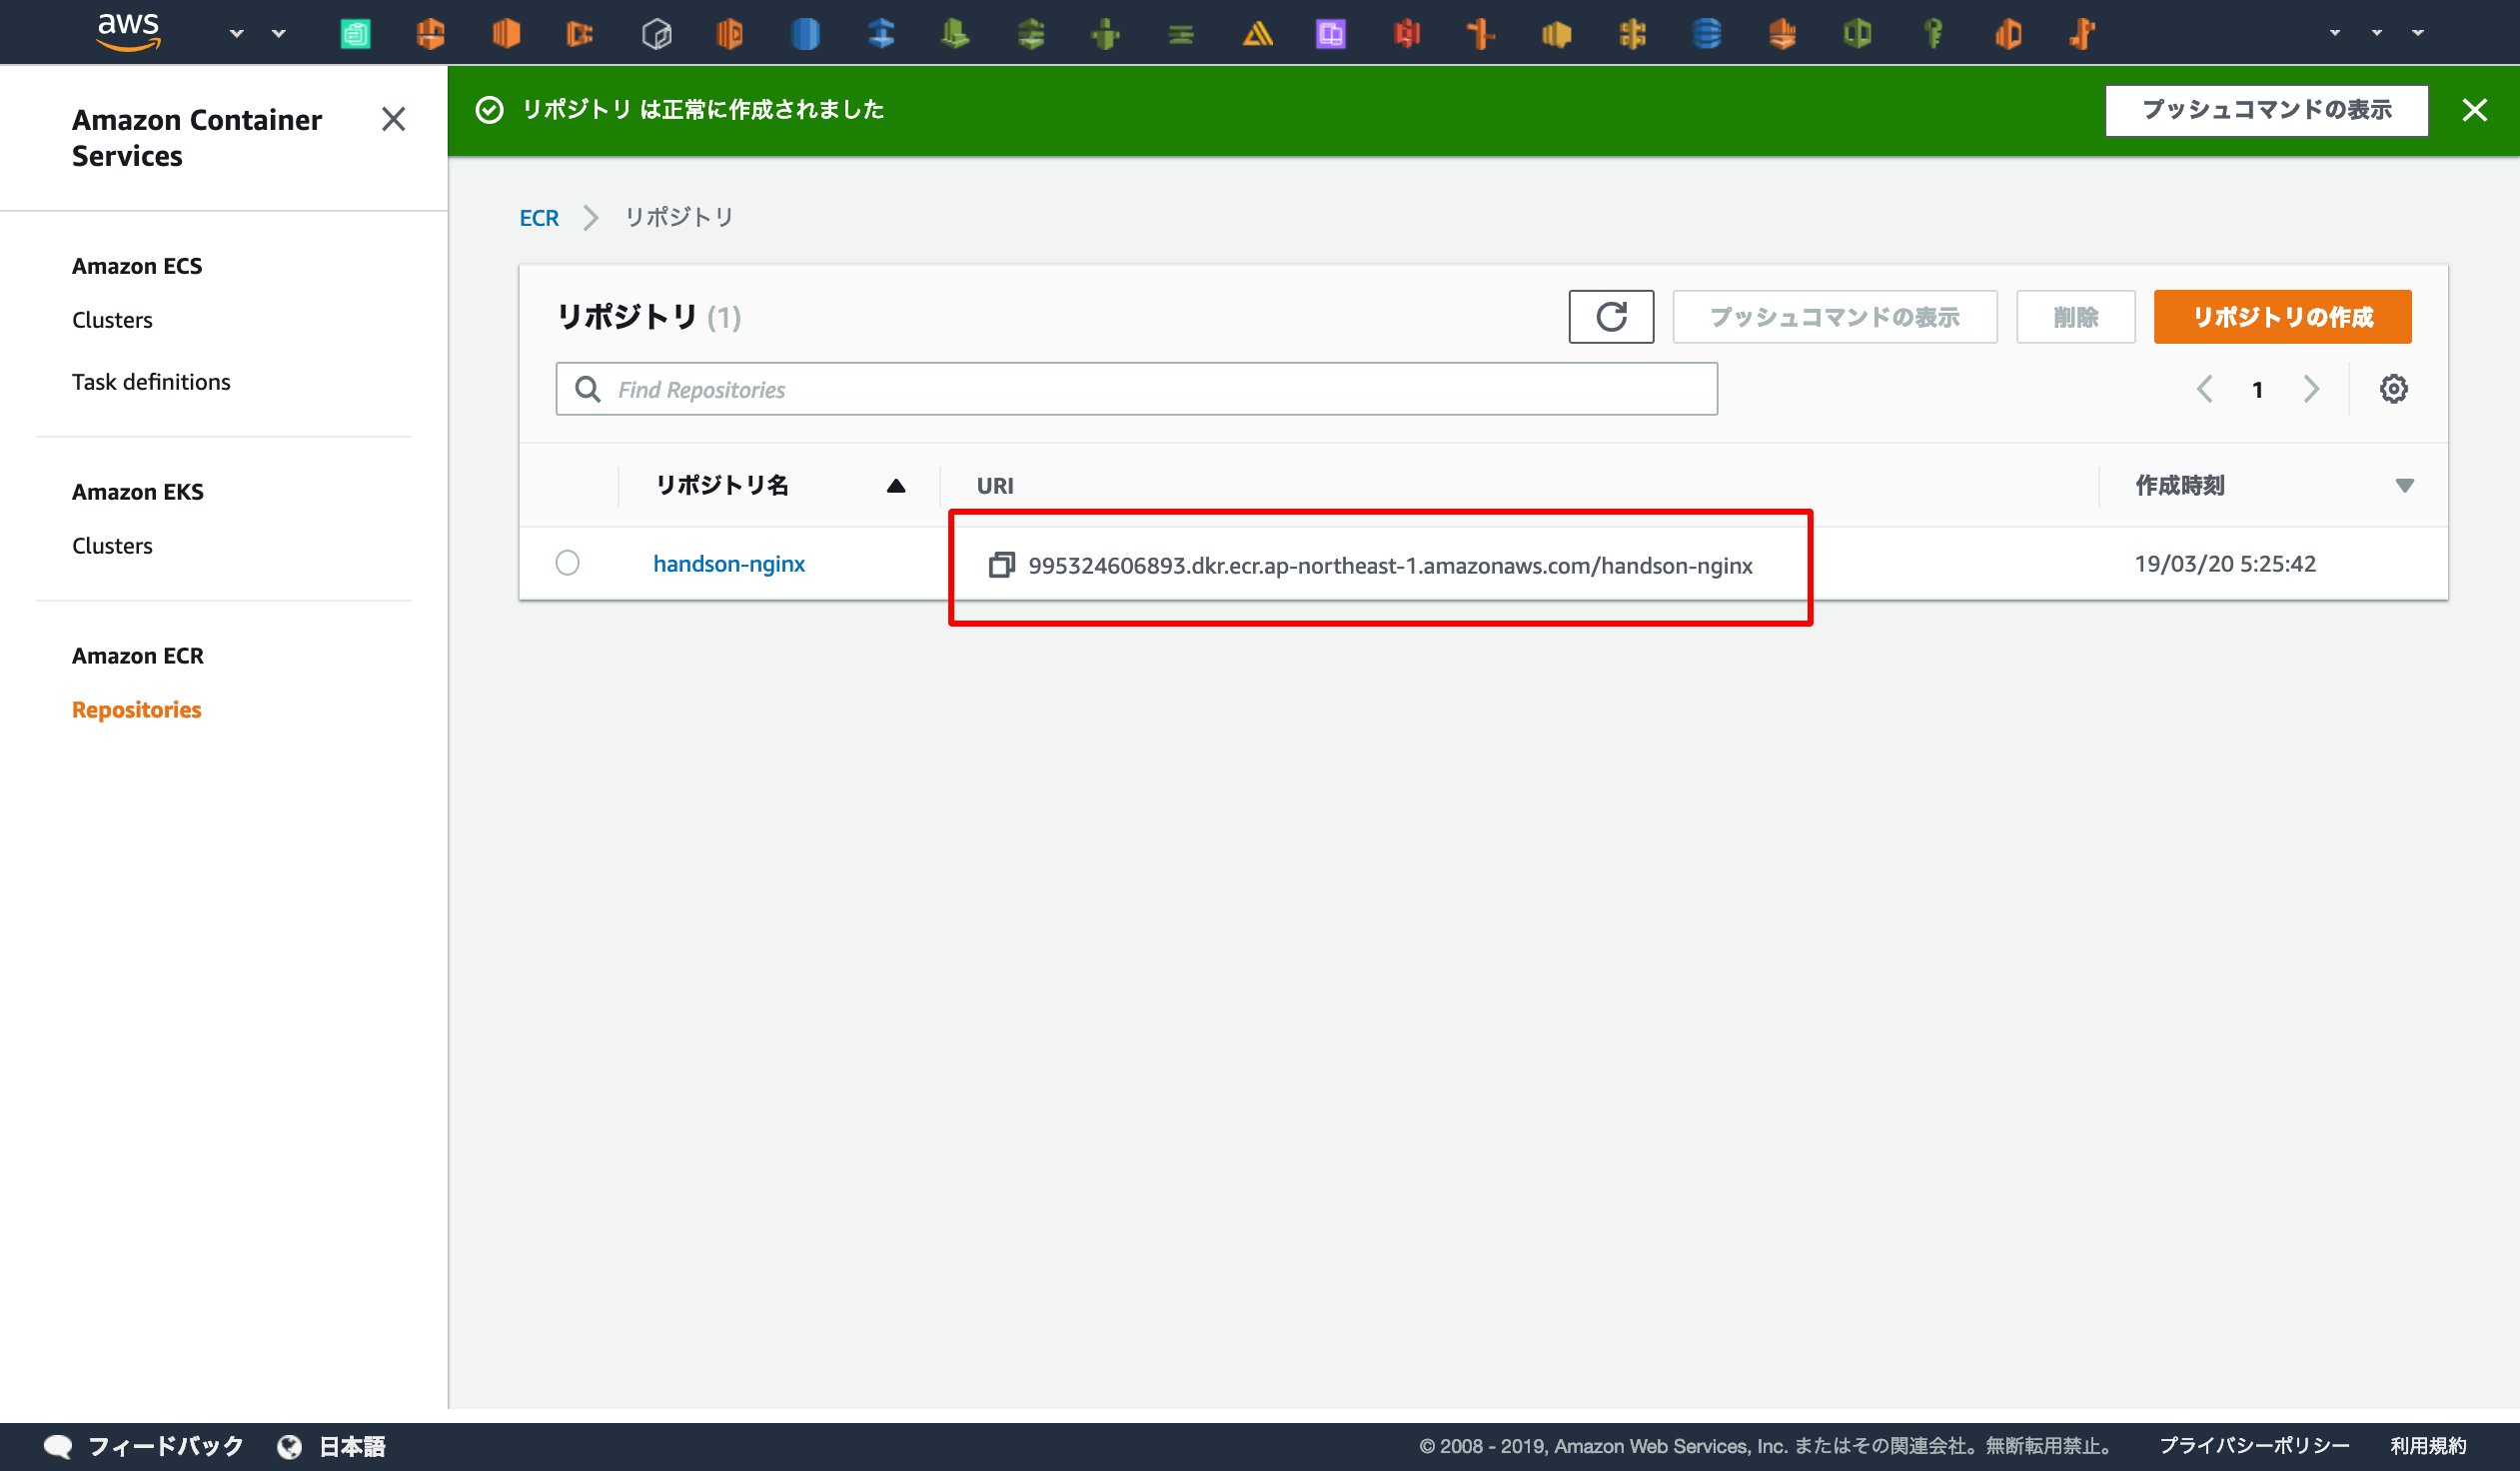 aws
Amazon Container
Services
リポジトリ は正常に作成されました
プッシュコマンドの表示
Amazon ECS
Clusters
Task definitions
Amazon EKS
Clusters
Amazon ECR
Repositories
ECR
リポジトリ
リポジトリ (1)
プッシュコマンドの表示
削除
リポジトリの作成
Find Repositories
1
リポジトリ名
URI
作成時刻
handson-nginx
995324606893.dkr.ecr.ap-northeast-1.amazonaws.com/handson-nginx
19/03/20 5:25:42
フィードバック
日本語
© 2008 - 2019, Amazon Web Services, Inc. またはその関連会社。無断転用禁止。
プライバシーポリシー
利用規約